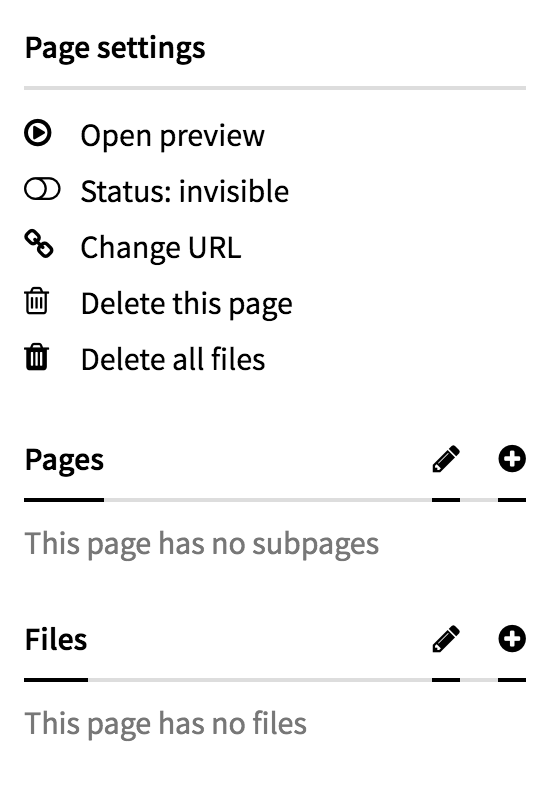 Page settings
Open preview
Status: invisible
Change URL
Delete this page
Delete all files
Pages
This page has no subpages
Files
This page has no files